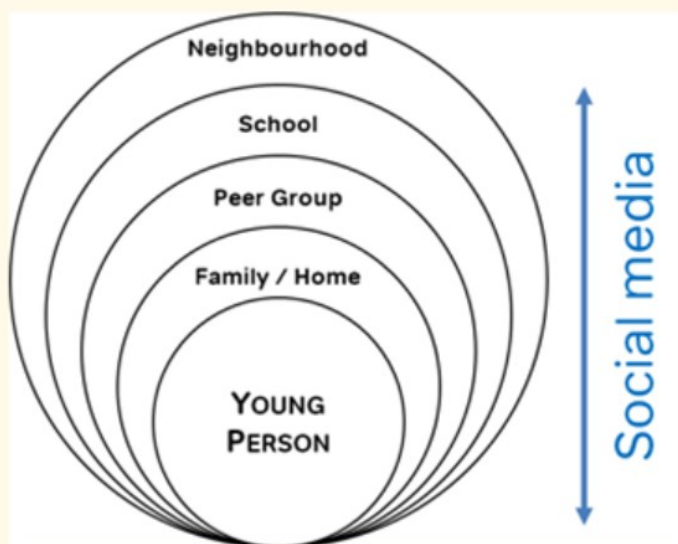 Neighbourhood
School
Peer Group
Family / Home
YOUNG
PERSON
Social media